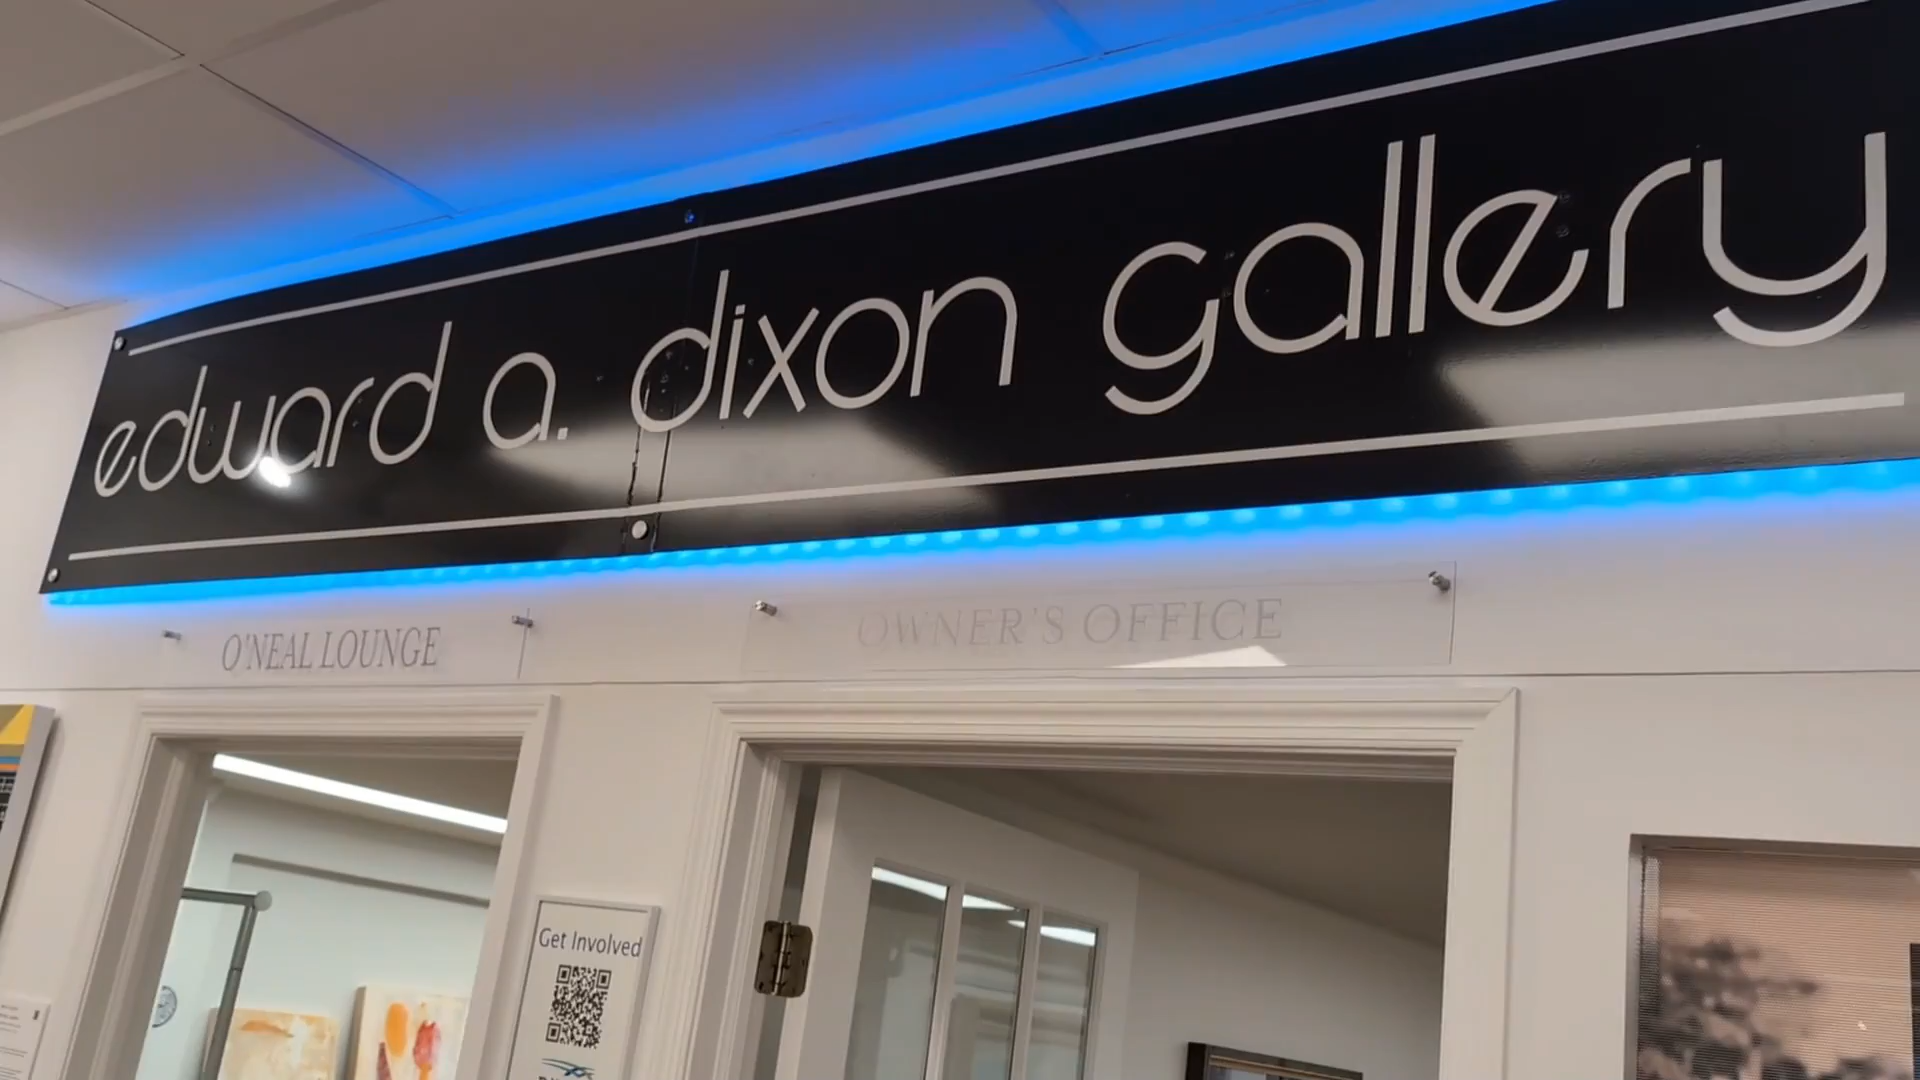 edward a. dixon gallery
O'NEAL LOUNGE
OWNER'S OFFICE
Get Involved